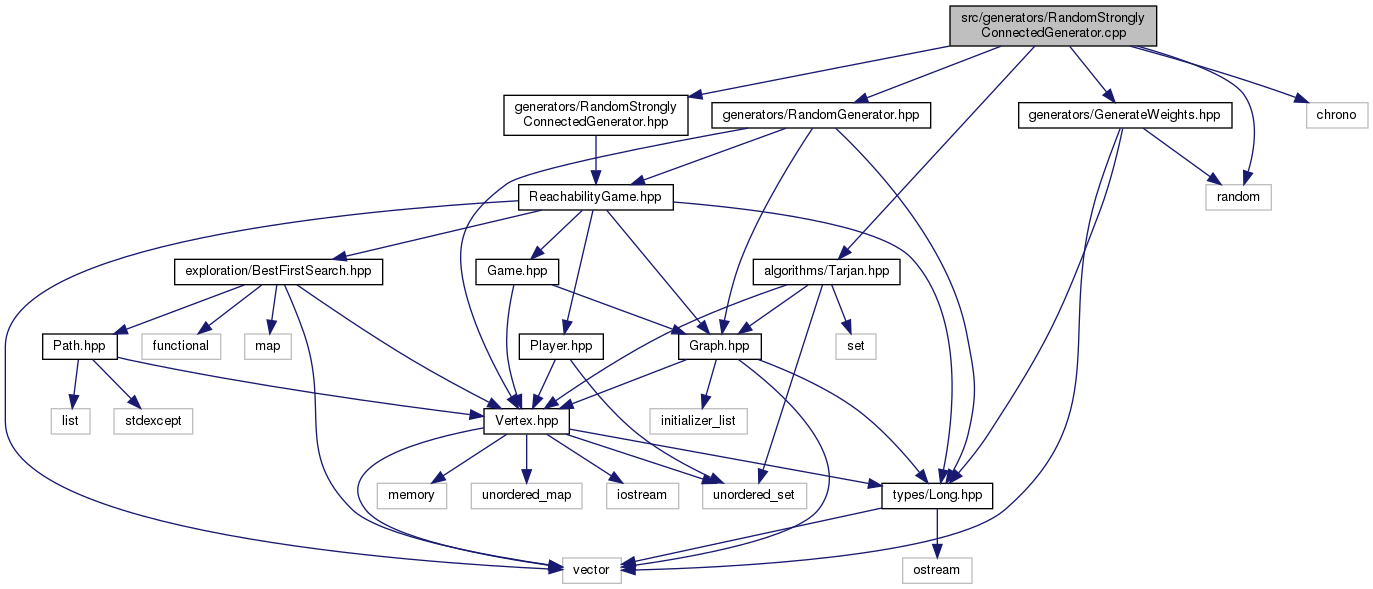 src/generators/RandomStrongly
ConnectedGenerator.cpp
generators/RandomStrongly
ConnectedGenerator.hpp
generators/RandomGenerator.hpp
generators/GenerateWeights.hpp
chrono
ReachabilityGame.hpp
random
exploration/BestFirstSearch.hpp
Game.hpp
algorithms/Tarjan.hpp
Path.hpp
functional
map
Player.hpp
Graph.hpp
set
list
stdexcept
Vertex.hpp
initializer_list
memory
unordered_map
iostream
unordered_set
types/Long.hpp
vector
ostream